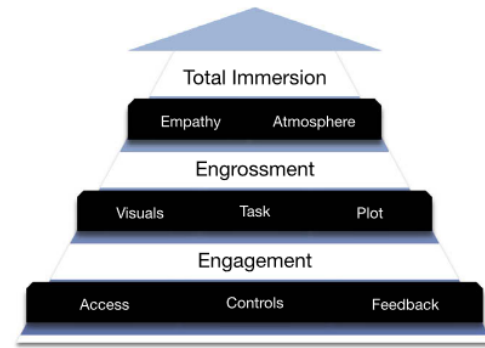 Total Immersion
Empathy Atmosphere
Engrossment
Visuals Task Plot
Engagement
Access Controls Feedback